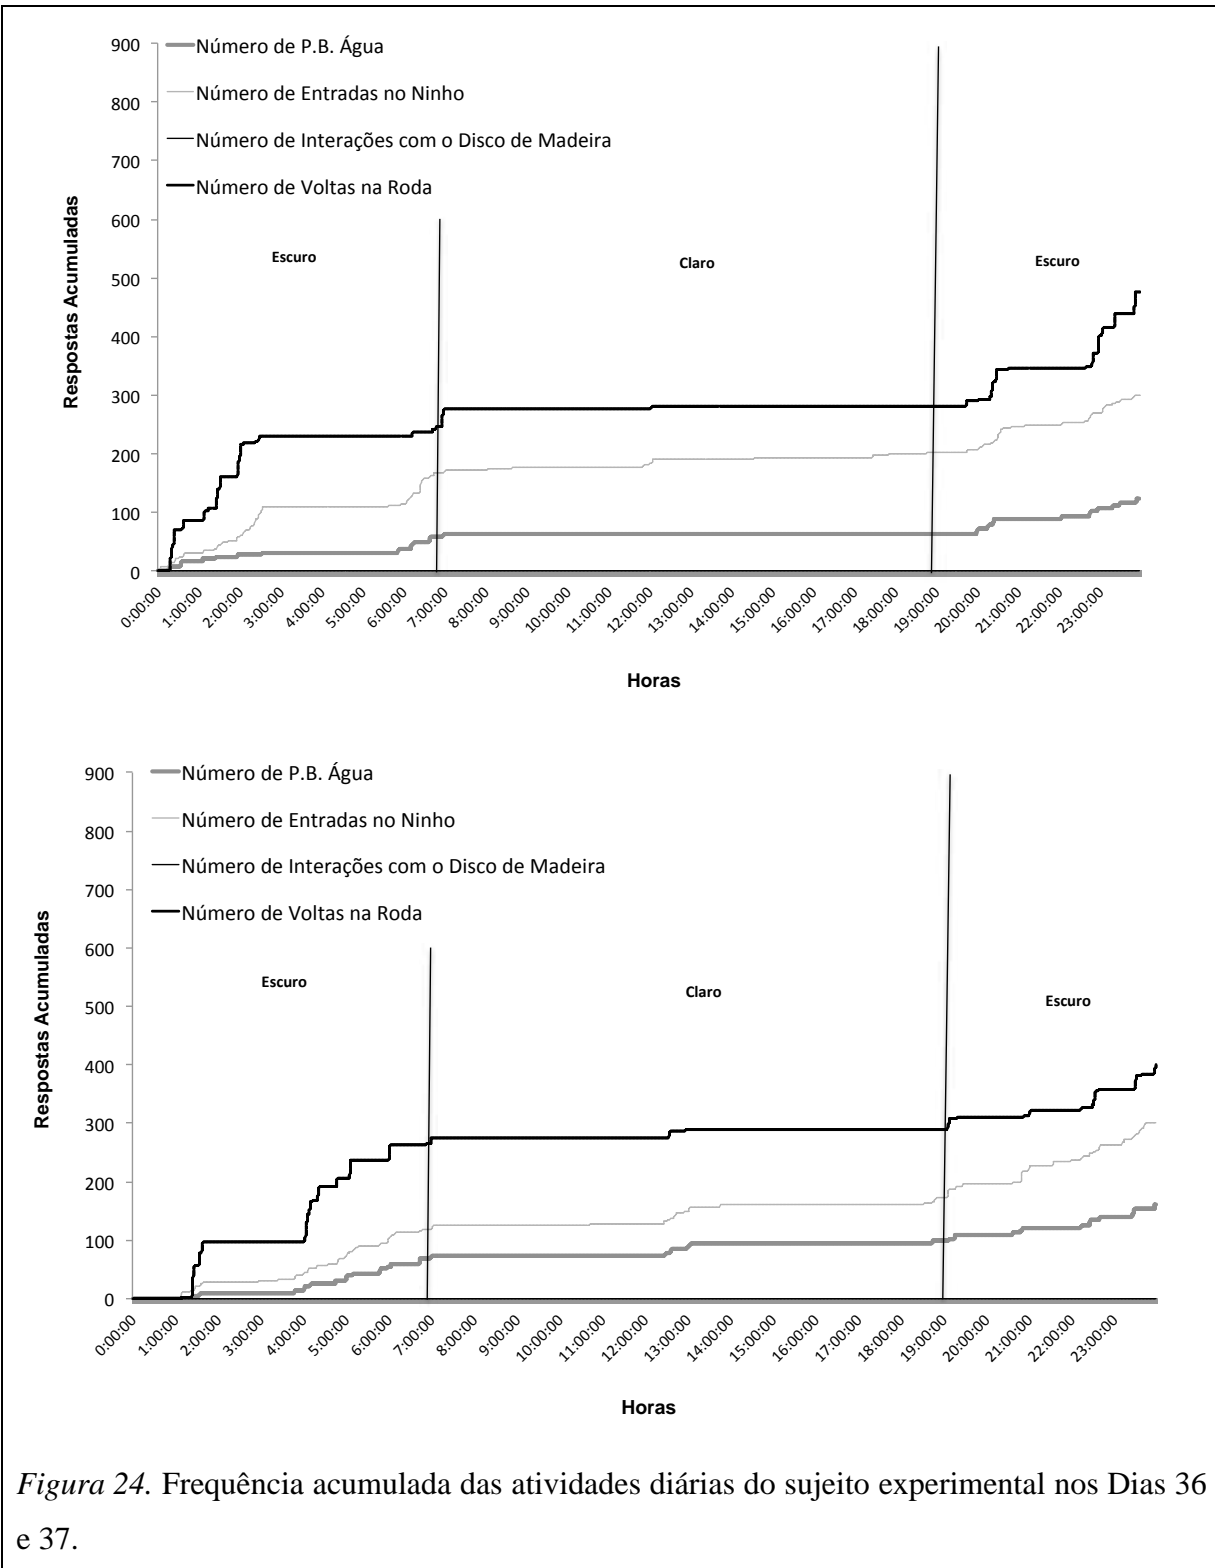 900
Número de P.B. Água
800
Número de Entradas no Ninho
700
Número de Interações com o Disco de Madeira
600
Número de Voltas na Roda
500
400
300
200
100
0
Respostas Acumuladas
Escuro
Claro
Escuro
0:00:00 1:00:00 2:00:00 3:00:00 4:00:00 5:00:00 6:00:00 7:00:00 8:00:00 9:00:00 10:00:00 11:00:00 12:00:00 13:00:00 14:00:00 15:00:00 16:00:00 17:00:00 18:00:00 19:00:00 20:00:00 21:00:00 22:00:00 23:00:00
Horas
900
Número de P.B. Água
800
Número de Entradas no Ninho
700
Número de Interações com o Disco de Madeira
600
Número de Voltas na Roda
500
400
300
200
100
0
Respostas Acumuladas
Escuro
Claro
Escuro
0:00:00 1:00:00 2:00:00 3:00:00 4:00:00 5:00:00 6:00:00 7:00:00 8:00:00 9:00:00 10:00:00 11:00:00 12:00:00 13:00:00 14:00:00 15:00:00 16:00:00 17:00:00 18:00:00 19:00:00 20:00:00 21:00:00 22:00:00 23:00:00
Horas
Figura 24. Frequência acumulada das atividades diárias do sujeito experimental nos Dias 36
e 37.